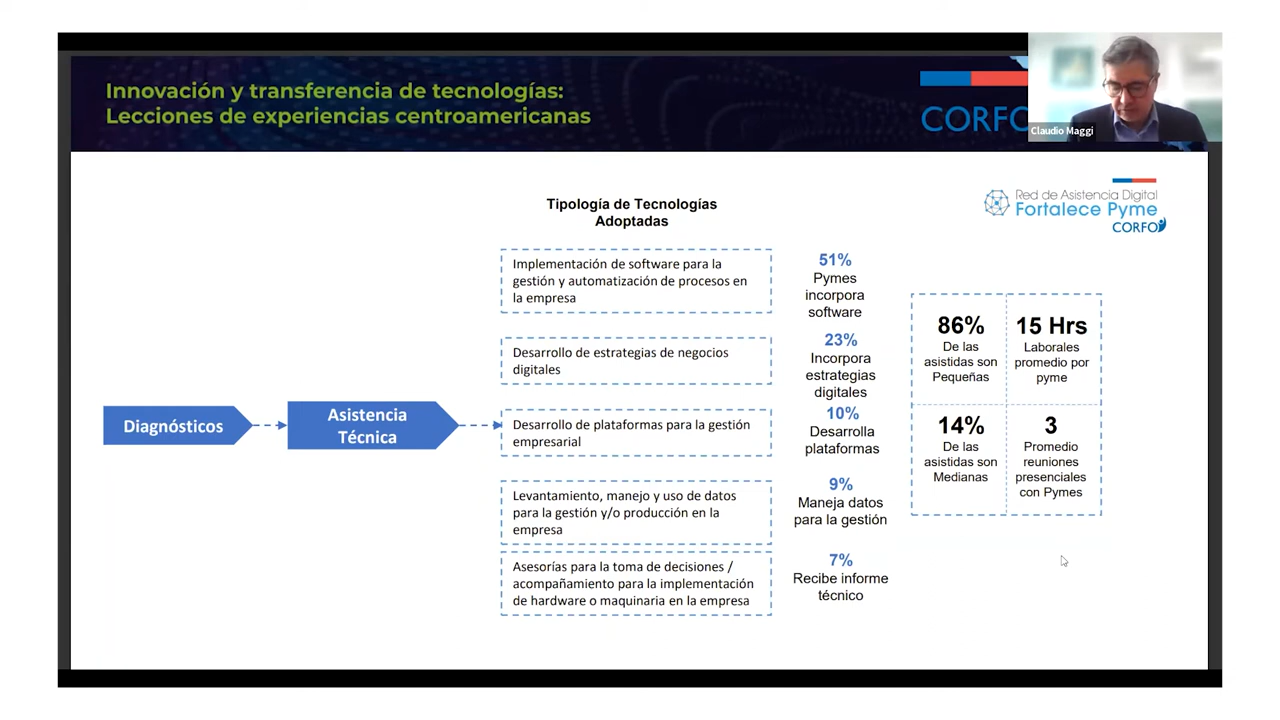 Innovación y transferencia de tecnologías:
Lecciones de experiencias centroamericanas
CORFO
Claudio Maggi
Red de Asistencia Digital
Fortalece Pyme
CORFO
Tipología de Tecnologías
Adoptadas
Diagnósticos
Asistencia
Técnica
Implementación de software para la
gestión y automatización de procesos en
la empresa
51%
Pymes
incorpora
software
Desarrollo de estrategias de negocios
digitales
23%
Incorpora
estrategias
digitales
Desarrollo de plataformas para la gestión
empresarial
10%
Desarrolla
plataformas
Levantamiento, manejo y uso de datos
para la gestión y/o producción en la
empresa
9%
Maneja datos
para la gestión
Asesorías para la toma de decisiones /
acompañamiento para la implementación
de hardware o maquinaria en la empresa
7%
Recibe informe
técnico
86%
De las
asistidas son
Pequeñas
15 Hrs
Laborales
promedio por
pyme
14%
De las
asistidas son
Medianas
3
Promedio
reuniones
presenciales
con Pymes